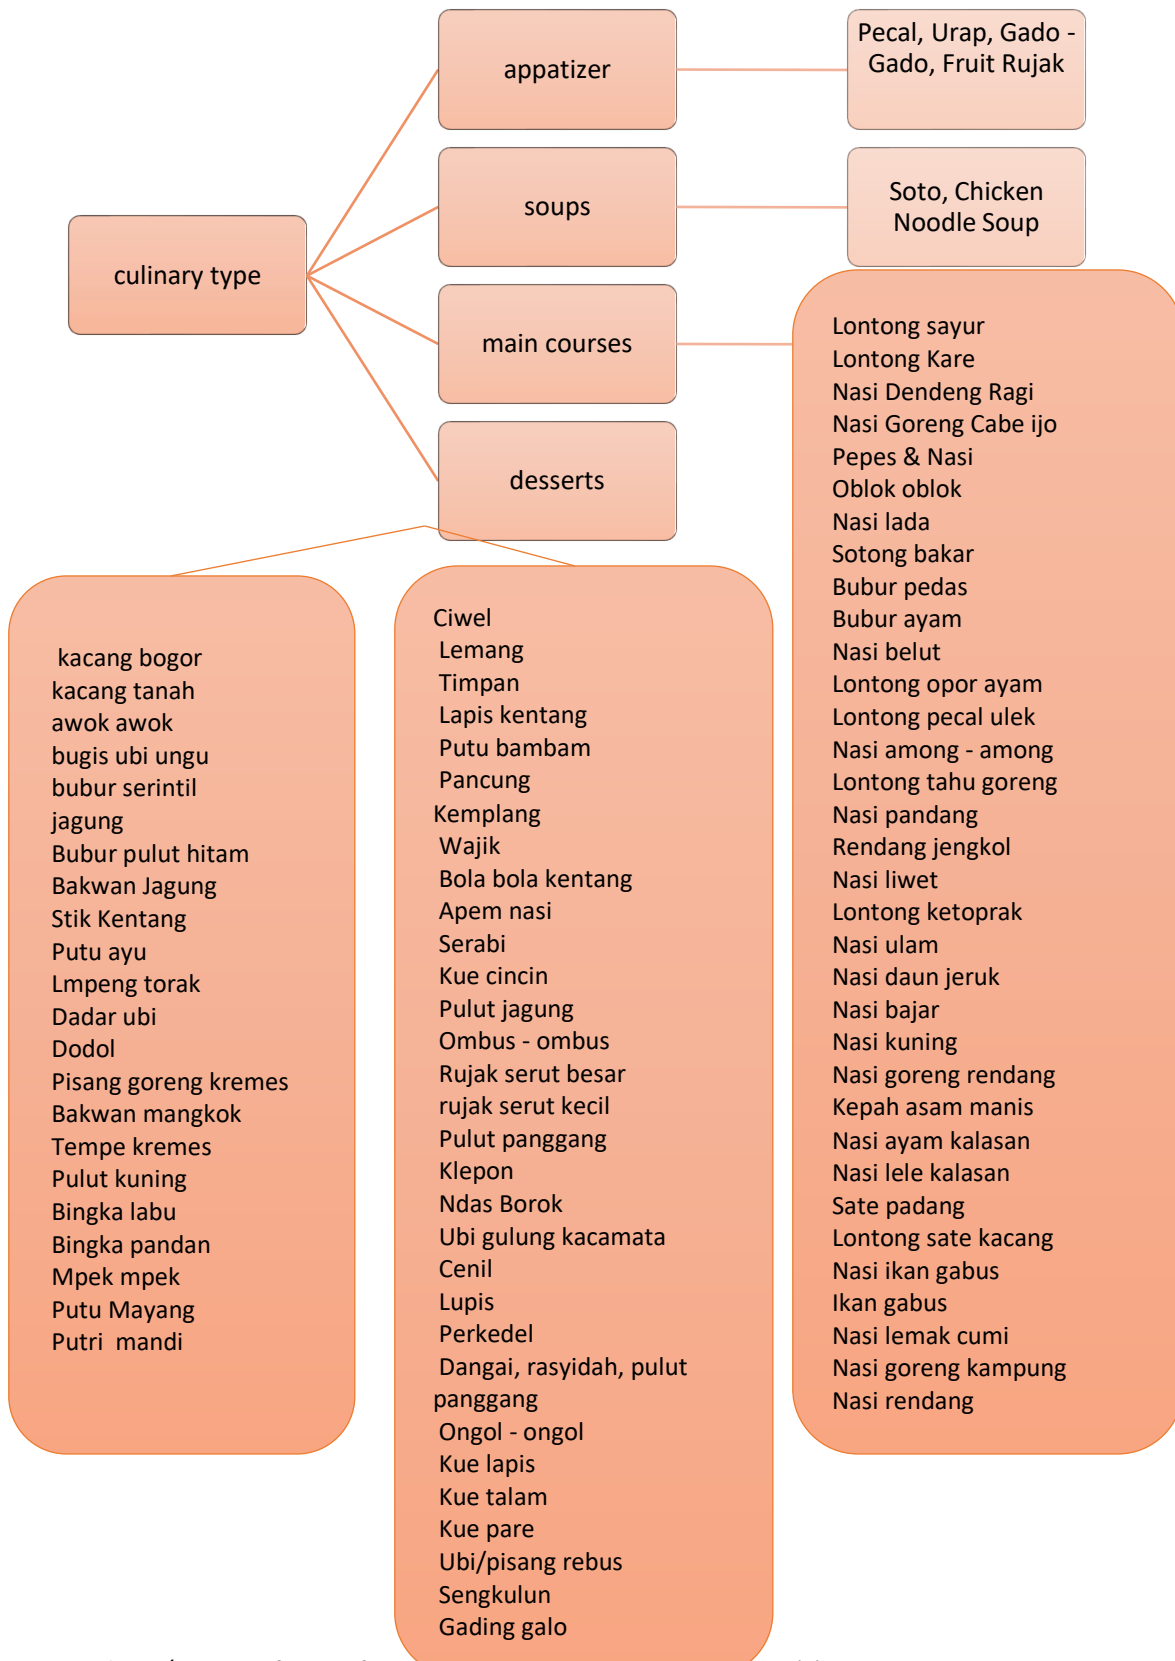 culinary type
appatizer
Pecal, Urap, Gado -
Gado, Fruit Rujak
soups
Soto, Chicken
Noodle Soup
main courses
Lontong sayur
Lontong Kare
Nasi Dendeng Ragi
Nasi Goreng Cabe ijo
Pepes & Nasi
Oblok oblok
Nasi lada
Sotong bakar
Bubur pedas
Bubur ayam
Nasi belut
Lontong opor ayam
Lontong pecal ulek
Nasi among - among
Lontong tahu goreng
Nasi pandang
Rendang jengkol
Nasi liwet
Lontong ketoprak
Nasi ulam
Nasi daun jeruk
Nasi bajar
Nasi kuning
Nasi goreng rendang
Kepah asam manis
Nasi ayam kalasan
Nasi lele kalasan
Sate padang
Lontong sate kacang
Nasi ikan gabus
Ikan gabus
Nasi lemak cumi
Nasi goreng kampung
Nasi rendang
desserts
kacang bogor
kacang tanah
awok awok
bugis ubi ungu
bubur serintil
jagung
Bubur pulut hitam
Bakwan Jagung
Stik Kentang
Putu ayu
Lmpeng torak
Dadar ubi
Dodol
Pisang goreng kremes
Bakwan mangkok
Tempe kremes
Pulut kuning
Bingka labu
Bingka pandan
Mpek mpek
Putu Mayang
Putri mandi
Ciwel
Lemang
Timpan
Lapis kentang
Putu bambam
Pancung
Kemplang
Wajik
Bola bola kentang
Apem nasi
Serabi
Kue cincin
Pulut jagung
Ombus - ombus
Rujak serut besar
rujak serut kecil
Pulut panggang
Klepon
Ndas Borok
Ubi gulung kacamata
Cenil
Lupis
Perkedel
Dangai, rasyidah, pulut
panggang
Ongol - ongol
Kue lapis
Kue talam
Kue pare
Ubi/pisang rebus
Sengkulun
Gading galo